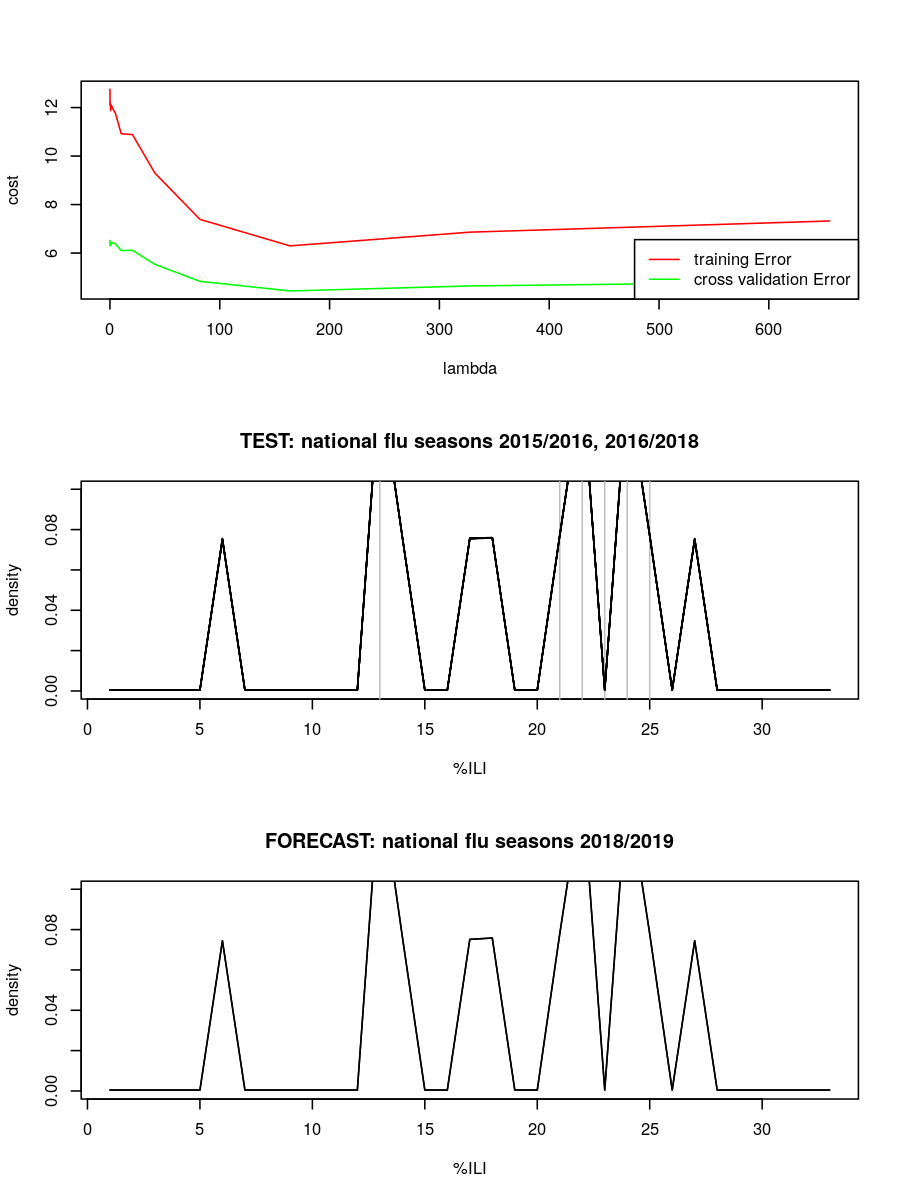 12
10
8
6
cost
training Error
cross validation Error
0 100 200 300 400 500 600
lambda
TEST: national flu seasons 2015/2016, 2016/2018
0.08
0.04
0.00
density
0 5 10 15 20 25 30
%ILI
FORECAST: national flu seasons 2018/2019
0.08
0.04
0.00
density
0 5 10 15 20 25 30
%ILI